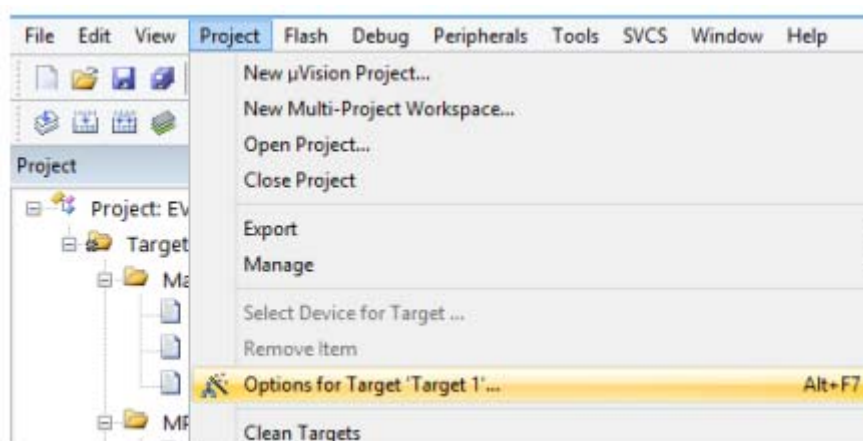 File Edit View Project Flash Debug Peripherals Tools SVCS Window Help
New µVision Project...
New Multi-Project Workspace...
Open Project...
Close Project
Export
Manage
Select Device for Target ...
Remove Item
Options for Target 'Target 1'... Alt+F7
Clean Targets
Project
Project: EV
Target
Ma
MP